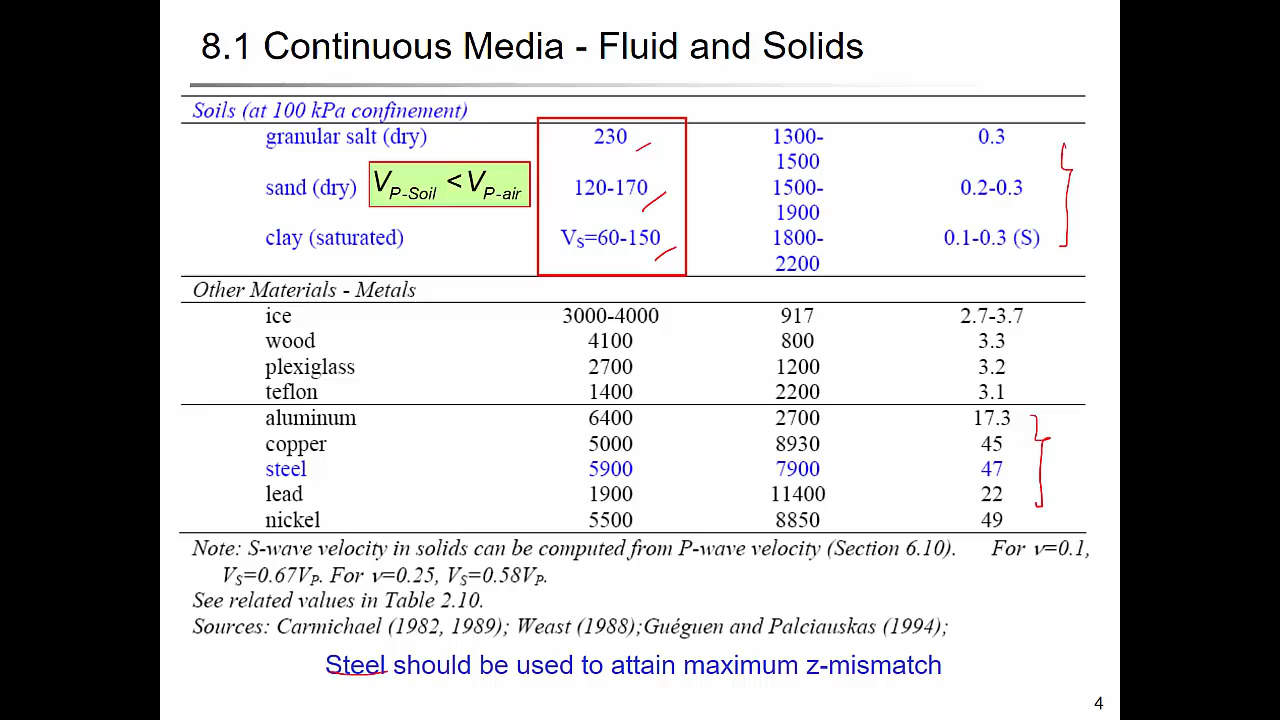 8.1 Continuous Media - Fluid and Solids
Soils (at 100 kPa confinement)
granular salt (dry) 230 1300-1500 0.3
sand (dry) 120-170 1500-1900 0.2-0.3
V P-Soil < V P-air
clay (saturated) VS=60-150 1800-2200 0.1-0.3 (S)
Other Materials - Metals
ice 3000-4000 917 2.7-3.7
wood 4100 800 3.3
plexiglass 2700 1200 3.2
teflon 1400 2200 3.1
aluminum 6400 2700 17.3
copper 5000 8930 45
steel 5900 7900 47
lead 1900 11400 22
nickel 5500 8850 49
Note: S-wave velocity in solids can be computed from P-wave velocity (Section 6.10). For ν=0.1,
VS=0.67VP. For ν=0.25, VS=0.58VP.
See related values in Table 2.10.
Sources: Carmichael (1982, 1989); Weast (1988);Guéguen and Palciauskas (1994);
Steel should be used to attain maximum z-mismatch
4